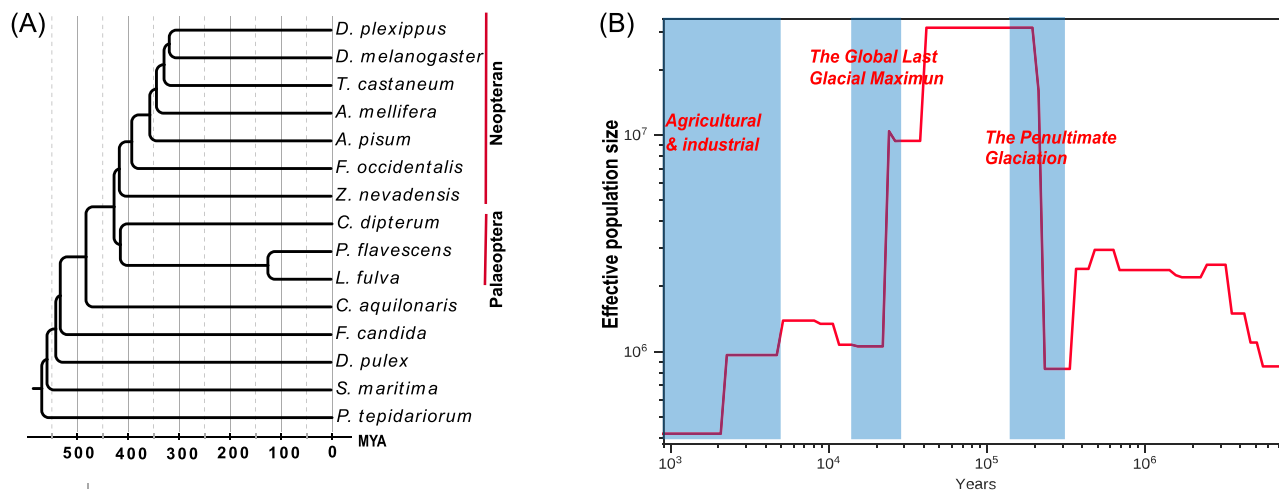 (A)
D. plexippus
D. melanogaster
T. castaneum
A. mellifera
A. pisum
F. occidentalis
Z. nevadensis
C. dipterum
P. flavescens
L. fulva
C. aquilonaris
F. candida
D. pulex
S. maritima
P. tepidariorum
Neopteran
Palaeoptera
500 400 300 200 100 0 MYA
(B)
Effective population size
10⁷
10⁶
Agricultural
& industrial
The Global Last
Glacial Maximun
The Penultimate
Glaciation
10³ 10⁴ 10⁵ 10⁶
Years